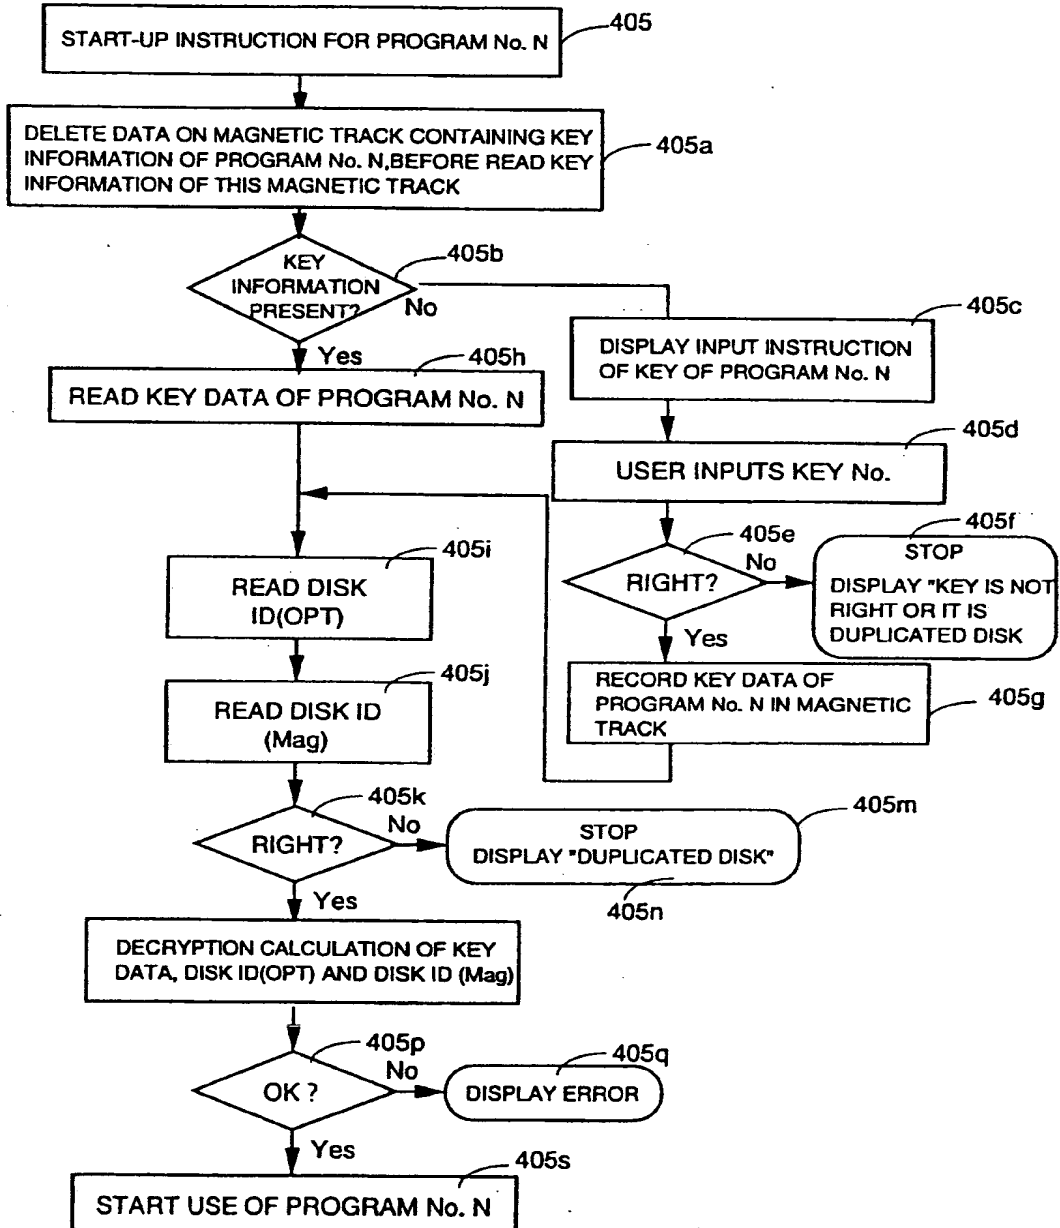 START-UP INSTRUCTION FOR PROGRAM No. N
405
DELETE DATA ON MAGNETIC TRACK CONTAINING KEY
INFORMATION OF PROGRAM No. N,BEFORE READ KEY
INFORMATION OF THIS MAGNETIC TRACK
405a
KEY
INFORMATION
PRESENT?
405b
No
Yes
405c
DISPLAY INPUT INSTRUCTION
OF KEY OF PROGRAM No. N
405h
READ KEY DATA OF PROGRAM No. N
405d
USER INPUTS KEY No.
405e
RIGHT?
No
Yes
405f
STOP
DISPLAY "KEY IS NOT
RIGHT OR IT IS
DUPLICATED DISK
405g
RECORD KEY DATA OF
PROGRAM No. N IN MAGNETIC
TRACK
405i
READ DISK
ID(OPT)
405j
READ DISK ID
(Mag)
405k
RIGHT?
No
Yes
405m
STOP
DISPLAY "DUPLICATED DISK"
405n
DECRYPTION CALCULATION OF KEY
DATA, DISK ID(OPT) AND DISK ID (Mag)
405p
OK ?
No
Yes
405q
DISPLAY ERROR
405s
START USE OF PROGRAM No. N